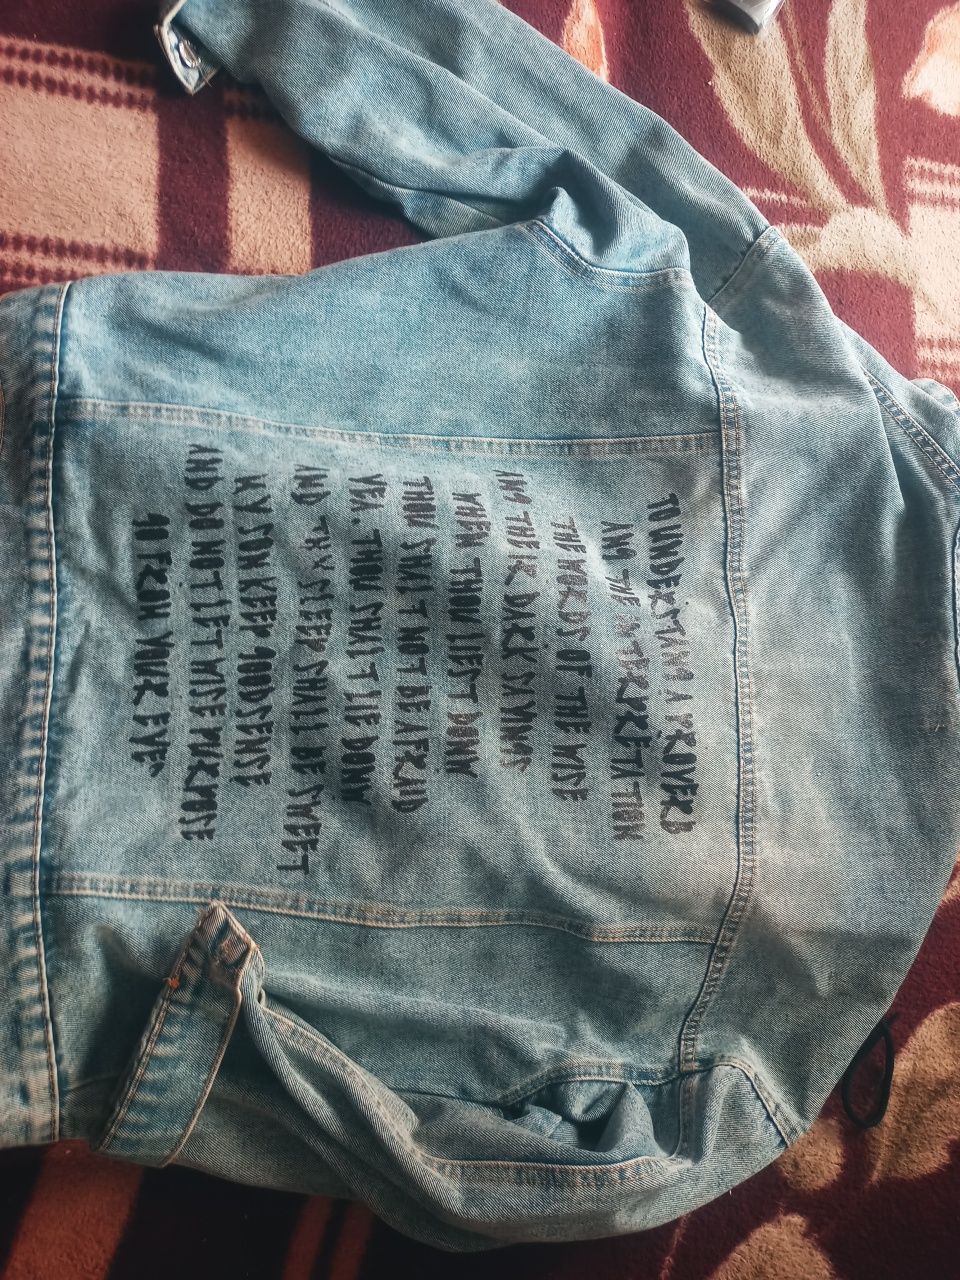 TO UNDERSTAND A PROVERB
AND THE INTERPRETATION
THE WORDS OF THE WISE
AND THEIR DARK SAYINGS
WHEN THOU LIEST DOWN
THOU SHALT NOT BE AFRAID
YEA. THOU SHALT LIE DOWN
AND THY SLEEP SHALL BE SWEET
MY SON KEEP GOODSENSE
AND DO NOT LET WISE PURPOSE
GO FROM YOUR EYES